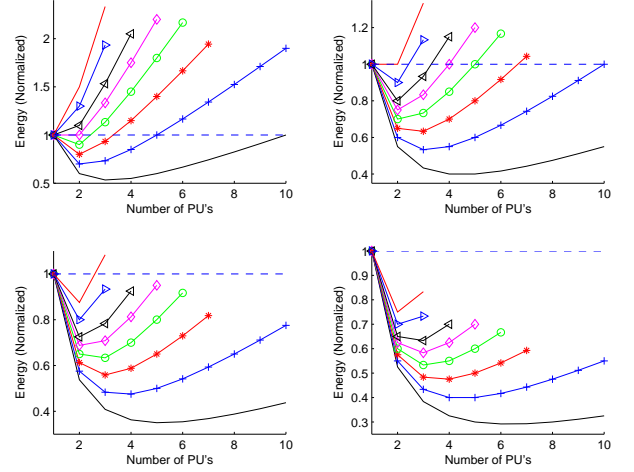 2
1.5
1
0.5
2 4 6 8 10
Energy (Normalized)
Number of PU's
1.2
1
0.8
0.6
0.4
2 4 6 8 10
Energy (Normalized)
Number of PU's
1
0.8
0.6
0.4
2 4 6 8 10
Energy (Normalized)
Number of PU's
1
0.9
0.8
0.7
0.6
0.5
0.4
0.3
2 4 6 8 10
Energy (Normalized)
Number of PU's